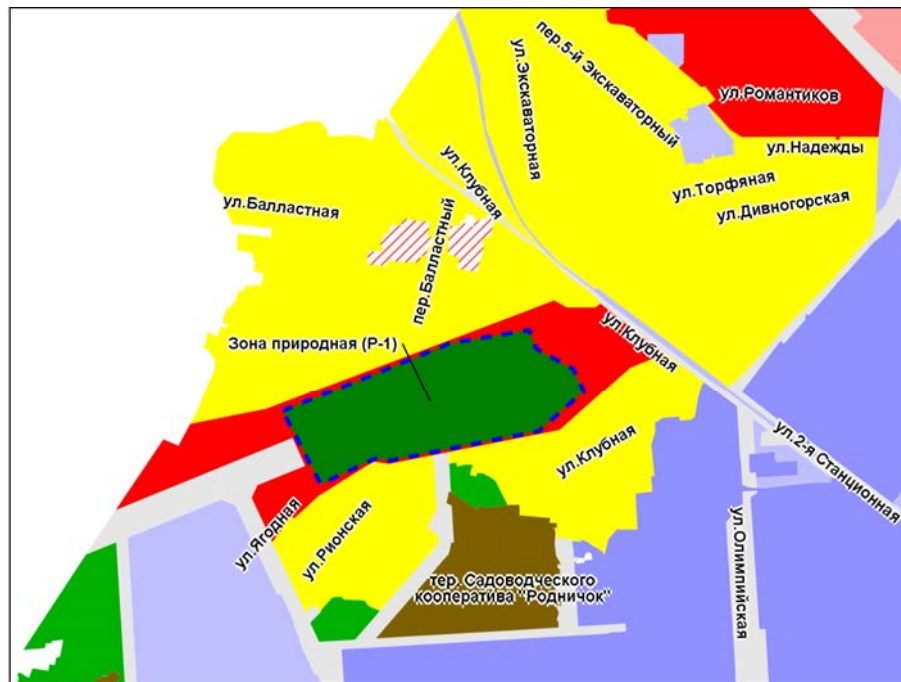 пер.5-й Экскаваторный
ул.Экскаваторная
ул.Романтиков
ул.Надежды
ул.Клубная
ул.Торфяная
ул.Балластная
ул.Дивногорская
пер.Балластный
ул.Клубная
Зона природная (Р-1)
ул.Клубная
ул.2-я Станционная
ул.Ягодная
ул.Рионская
ул.Олимпийская
тер. Садоводческого
кооператива "Родничок"